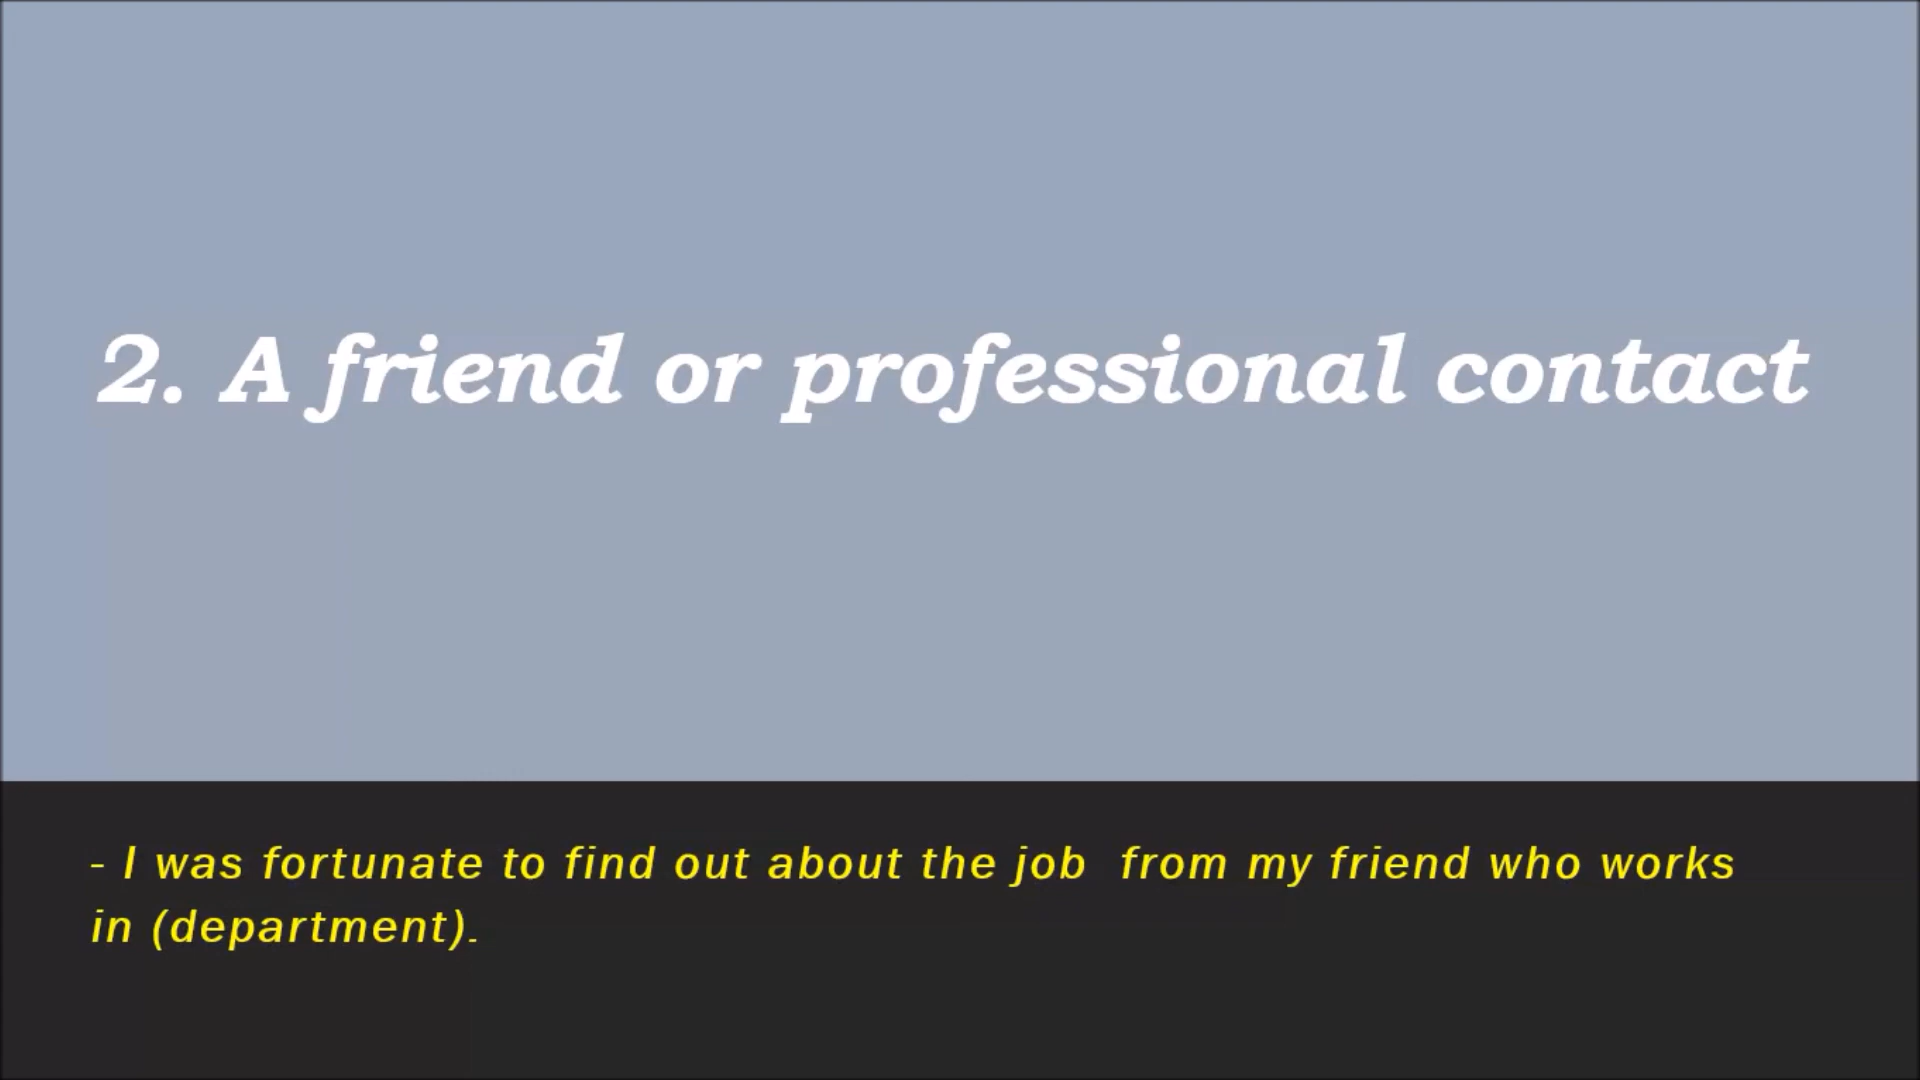 2. A friend or professional contact
- I was fortunate to find out about the job  from my friend who works
in (department).